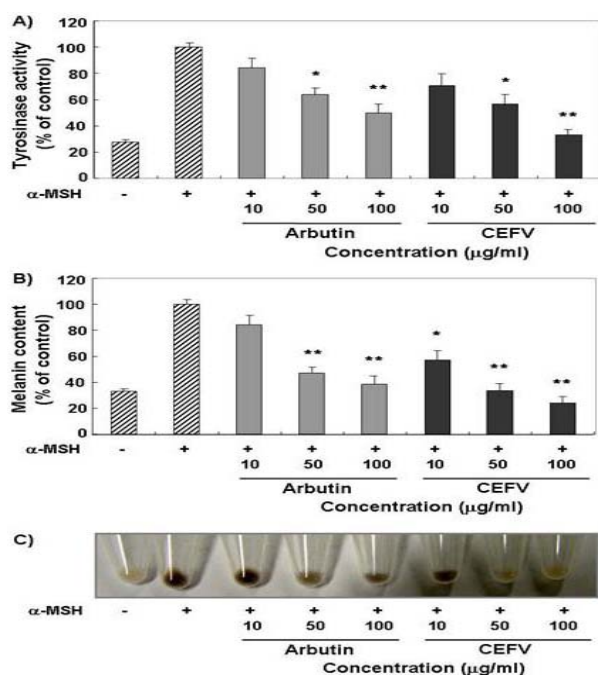 A)
Tyrosinase activity
(% of control)
120
100
80
60
40
20
0
* ** * **
α-MSH - + + + + + + +
10 50 100 10 50 100
Arbutin CEFV
Concentration (μg/ml)
B)
Melanin content
(% of control)
120
100
80
60
40
20
0
** ** * ** **
α-MSH - + + + + + + +
10 50 100 10 50 100
Arbutin CEFV
Concentration (μg/ml)
C)
α-MSH - + + + + + + +
10 50 100 10 50 100
Arbutin CEFV
Concentration (μg/ml)